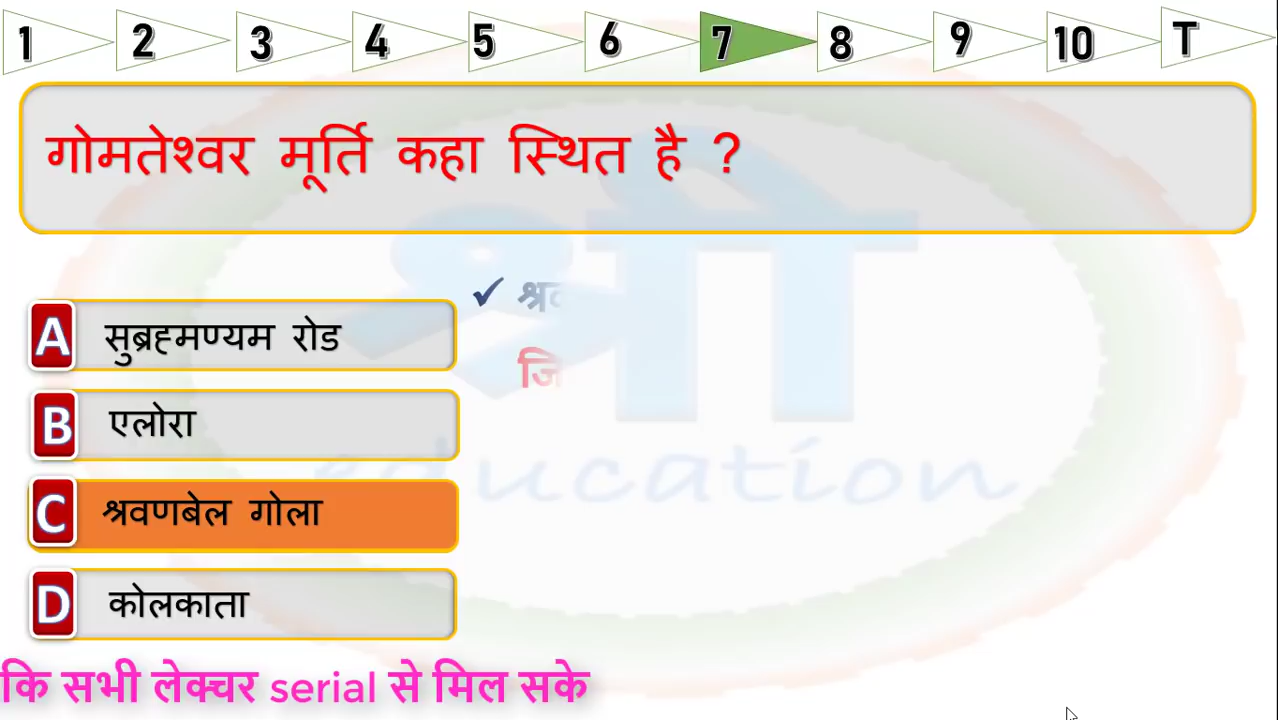 1 2 3 4 5 6 7 8 9 10 T
गोमतेश्वर मूर्ति कहा स्थित है ?
श्री
education
A सुब्रह्मण्यम रोड
B एलोरा
C श्रवणबेल गोला
D कोलकाता
कि सभी लेक्चर serial से मिल सके